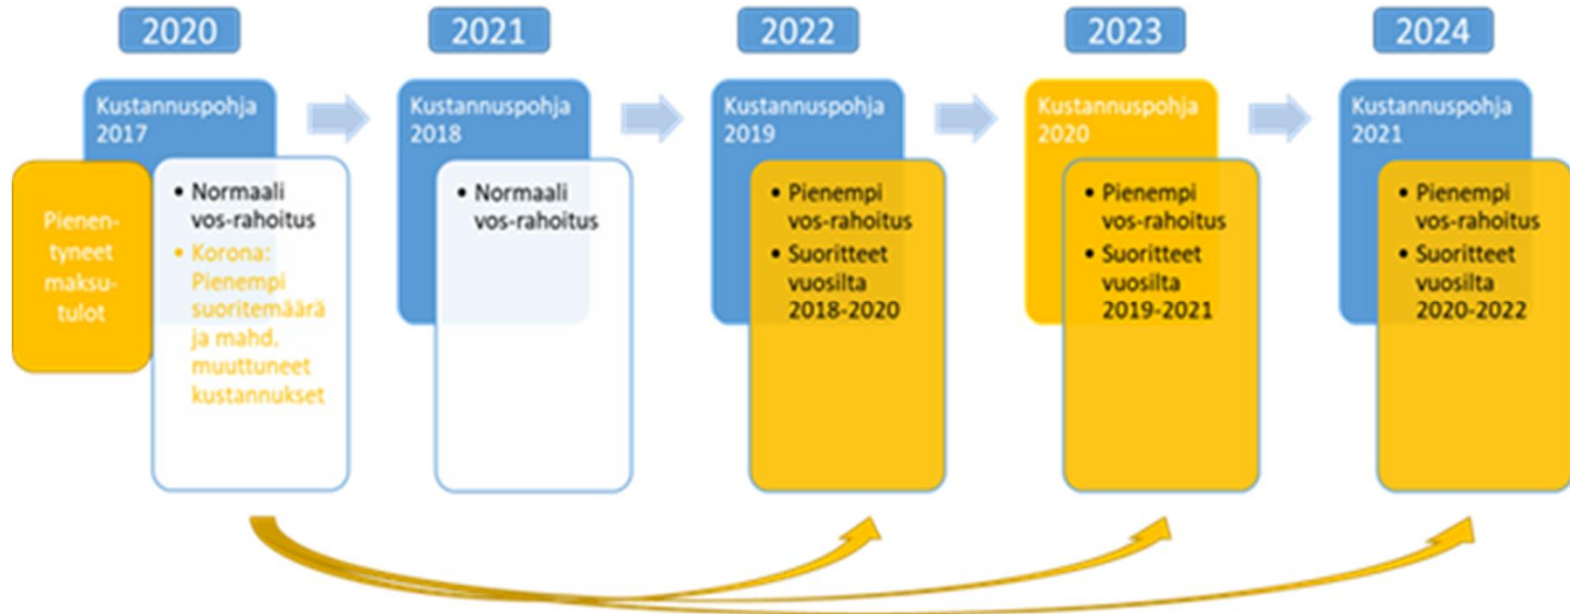 2020
2021
2022
2023
2024
Kustannuspohja
2017
Pienen-
tyneet
maksu-
tulot
• Normaali
vos-rahoitus
• Korona:
Pienempi
suoritemäärä
ja mahd.
muuttuneet
kustannukset
Kustannuspohja
2018
• Normaali
vos-rahoitus
Kustannuspohja
2019
• Pienempi
vos-rahoitus
• Suoritteet
vuosilta
2018-2020
Kustannuspohja
2020
• Pienempi
vos-rahoitus
• Suoritteet
vuosilta
2019-2021
Kustannuspohja
2021
• Pienempi
vos-rahoitus
• Suoritteet
vuosilta
2020-2022